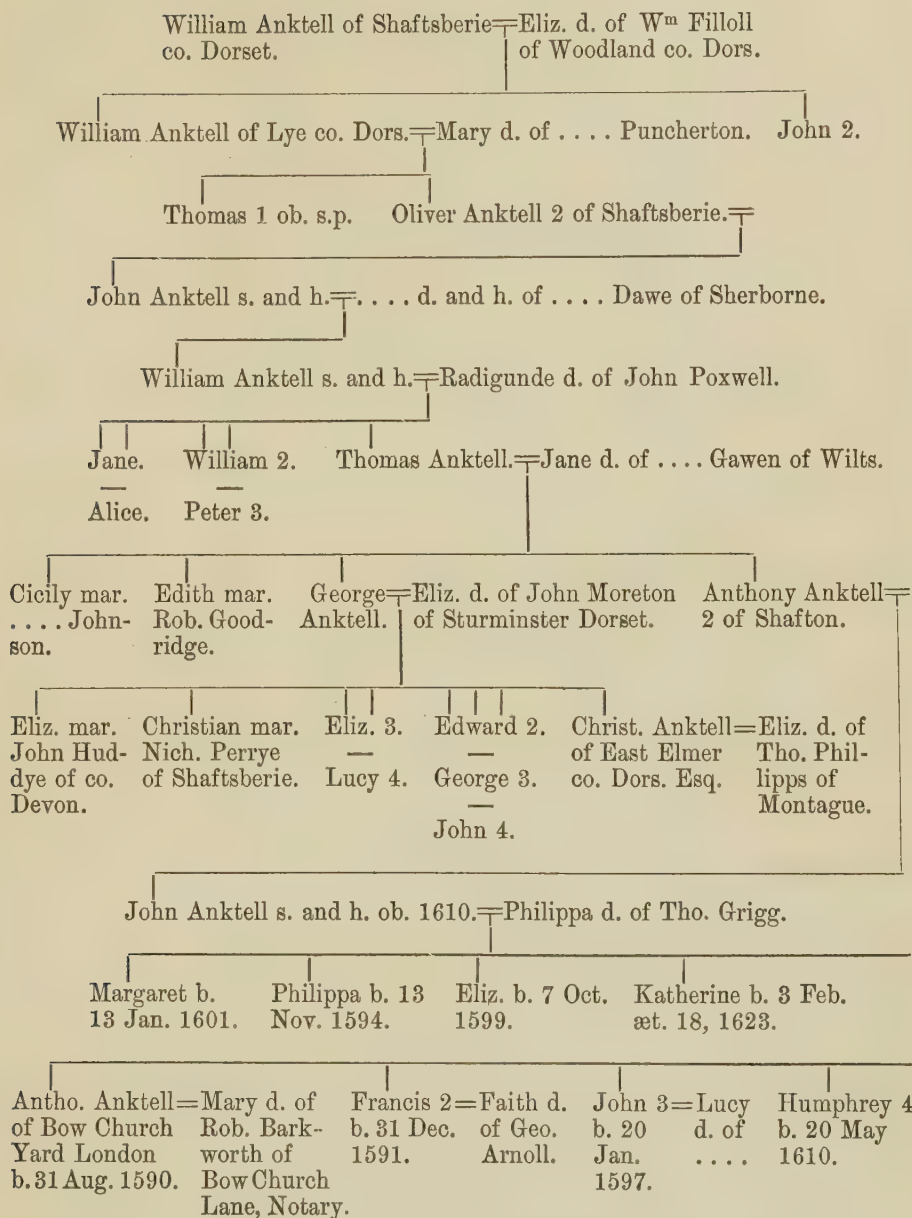 William Anktell of Shaftsberie=Eliz. d. of Wm Filloll
co. Dorset. of Woodland co. Dors.
William Anktell of Lye co. Dors.=Mary d. of . . . . Puncherton. John 2.
Thomas 1 ob. s.p. Oliver Anktell 2 of Shaftsberie.=
John Anktell s. and h.=. . . . d. and h. of . . . . Dawe of Sherborne.
William Anktell s. and h.=Radigunde d. of John Poxwell.
Jane. William 2. Thomas Anktell.=Jane d. of . . . . Gawen of Wilts.
— —
Alice. Peter 3.
Cicily mar. Edith mar. George=Eliz. d. of John Moreton Anthony Anktell=
. . . . John- Rob. Good- Anktell. of Sturminster Dorset. 2 of Shafton.
son. ridge.
Eliz. mar. Christian mar. Eliz. 3. Edward 2. Christ. Anktell=Eliz. d. of
John Hud- Nich. Perrye — — of East Elmer Tho. Phil-
dye of co. of Shaftsberie. Lucy 4. George 3. co. Dors. Esq. lipps of
Devon. — Montague.
John 4.
John Anktell s. and h. ob. 1610.=Philippa d. of Tho. Grigg.
Margaret b. Philippa b. 13 Eliz. b. 7 Oct. Katherine b. 3 Feb.
13 Jan. 1601. Nov. 1594. 1599. æt. 18, 1623.
Antho. Anktell=Mary d. of Francis 2=Faith d. John 3=Lucy Humphrey 4
of Bow Church Rob. Bark- b. 31 Dec. of Geo. b. 20 d. of b. 20 May
Yard London worth of 1591. Arnoll. Jan. . . . . 1610.
b. 31 Aug. 1590. Bow Church 1597.
Lane, Notary.